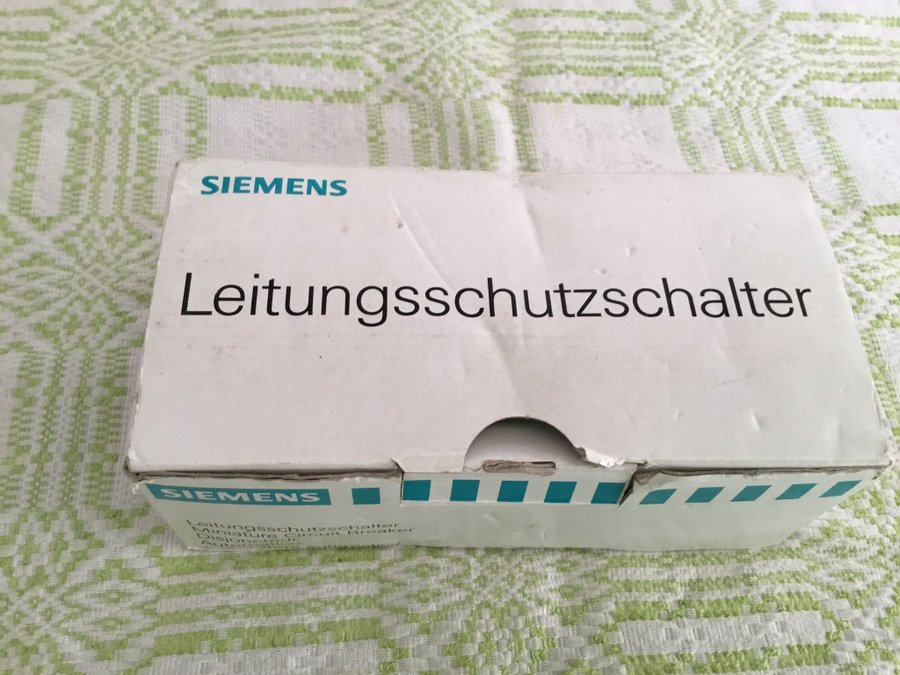 SIEMENS
Leitungsschutzschalter
SIEMENS
Leitungsschutzschalter
Miniature Circuit Breaker